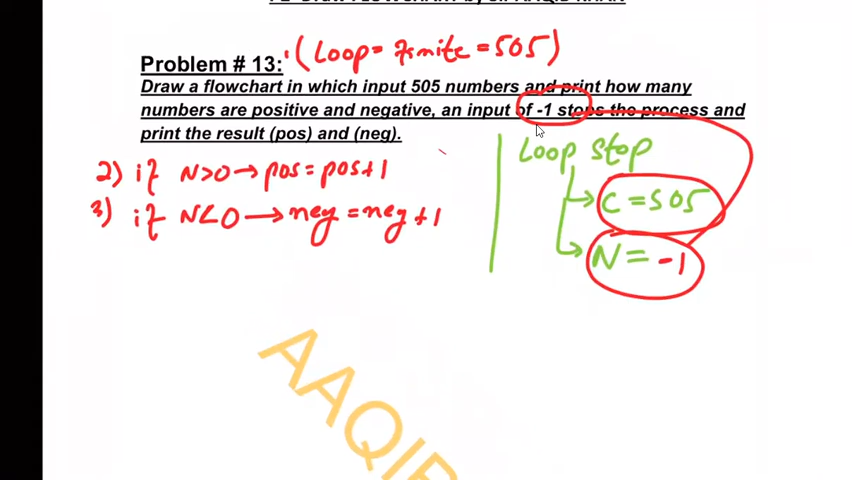 Problem # 13: (Loop = finite = 505)
Draw a flowchart in which input 505 numbers and print how many
numbers are positive and negative, an input of -1 stops the process and
print the result (pos) and (neg).
2) if N>0 → pos = pos+1
3) if N<0 → neg = neg+1
Loop stop
C = 505
N = -1
AAQIB